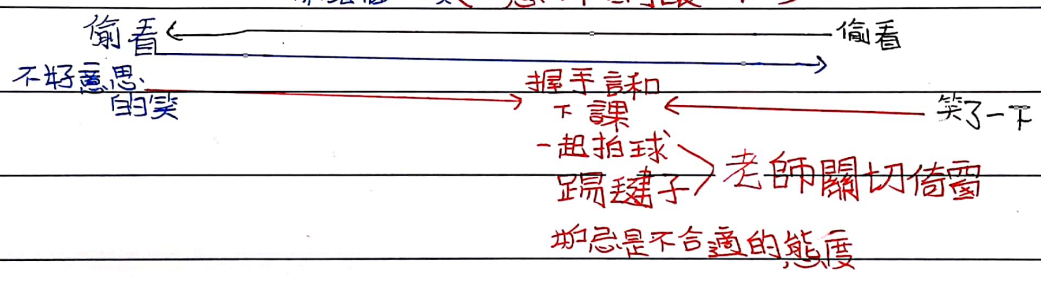 偷看 偷看
不好意思
的笑
握手言和
下課
笑了一下
一起拍球
踢毽子
老師關切倚雪
妒忌是不合適的態度